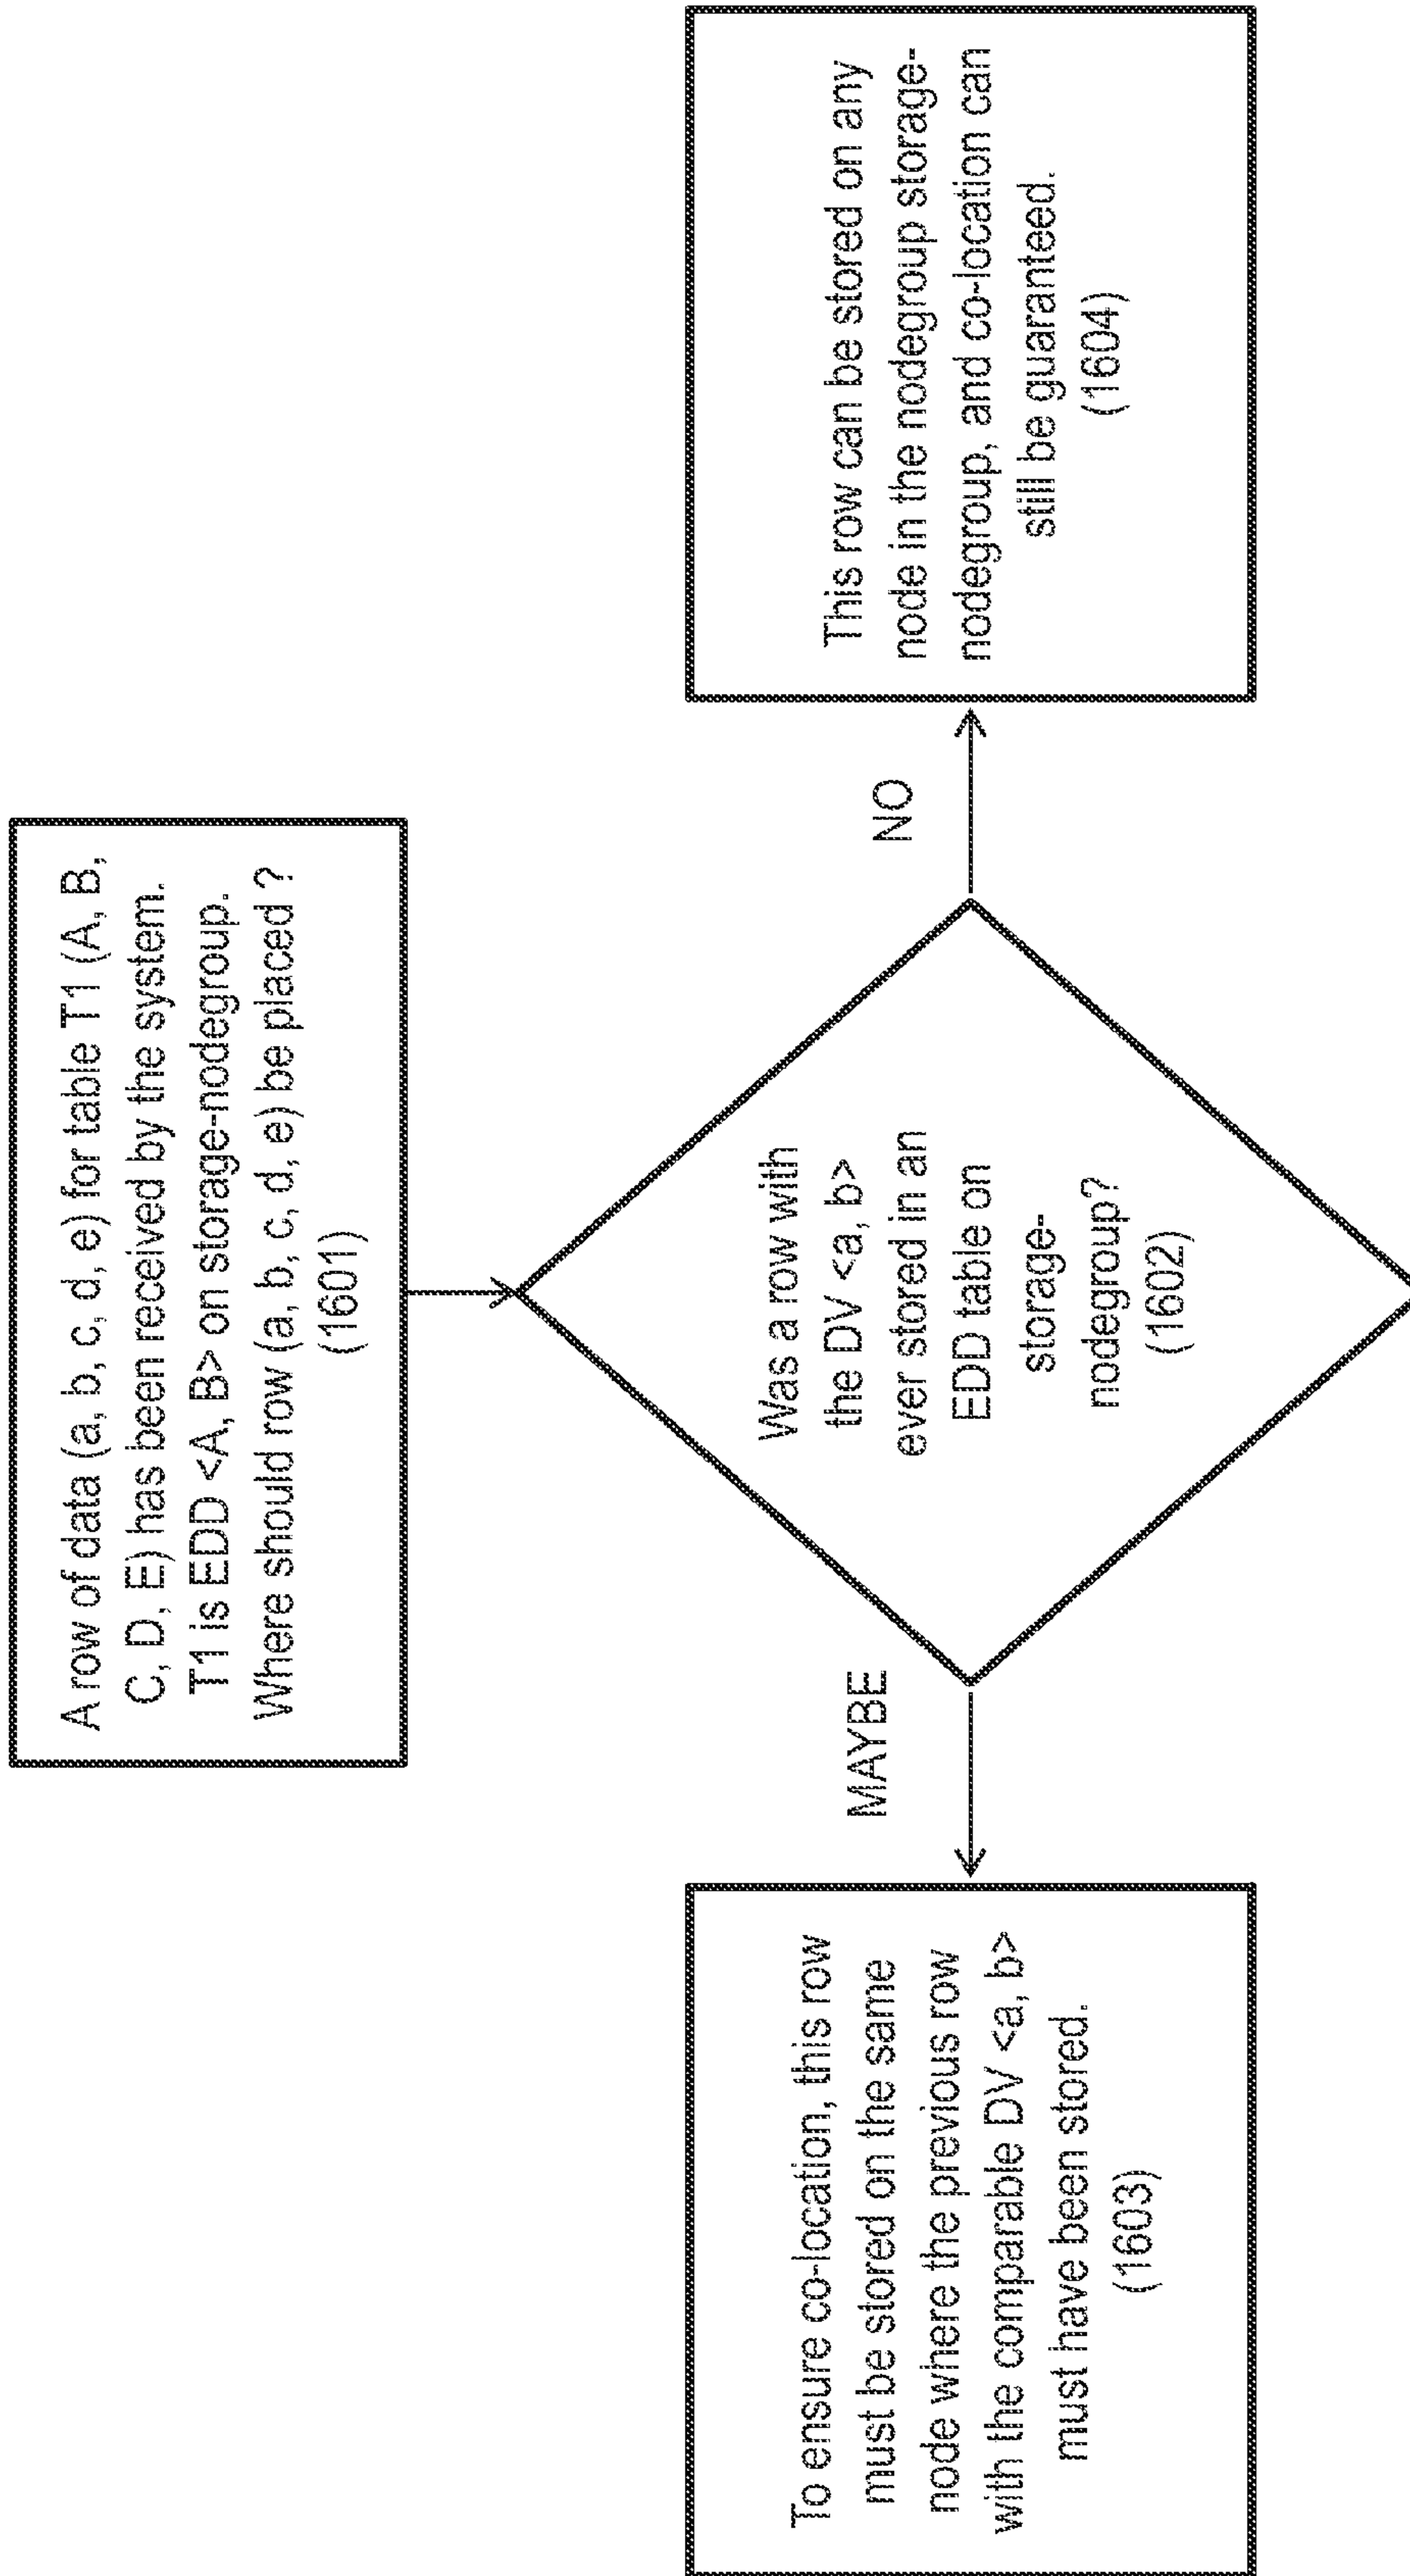 A row of data (a, b, c, d, e) for table T1 (A, B,
C, D, E) has been received by the system.
T1 is EDD <A, B> on storage-nodegroup.
Where should row (a, b, c, d, e) be placed ?
(1601)
Was a row with
the DV <a, b>
ever stored in an
EDD table on
storage-
nodegroup?
(1602)
MAYBE
NO
To ensure co-location, this row
must be stored on the same
node where the previous row
with the comparable DV <a, b>
must have been stored.
(1603)
This row can be stored on any
node in the nodegroup storage-
nodegroup, and co-location can
still be guaranteed.
(1604)